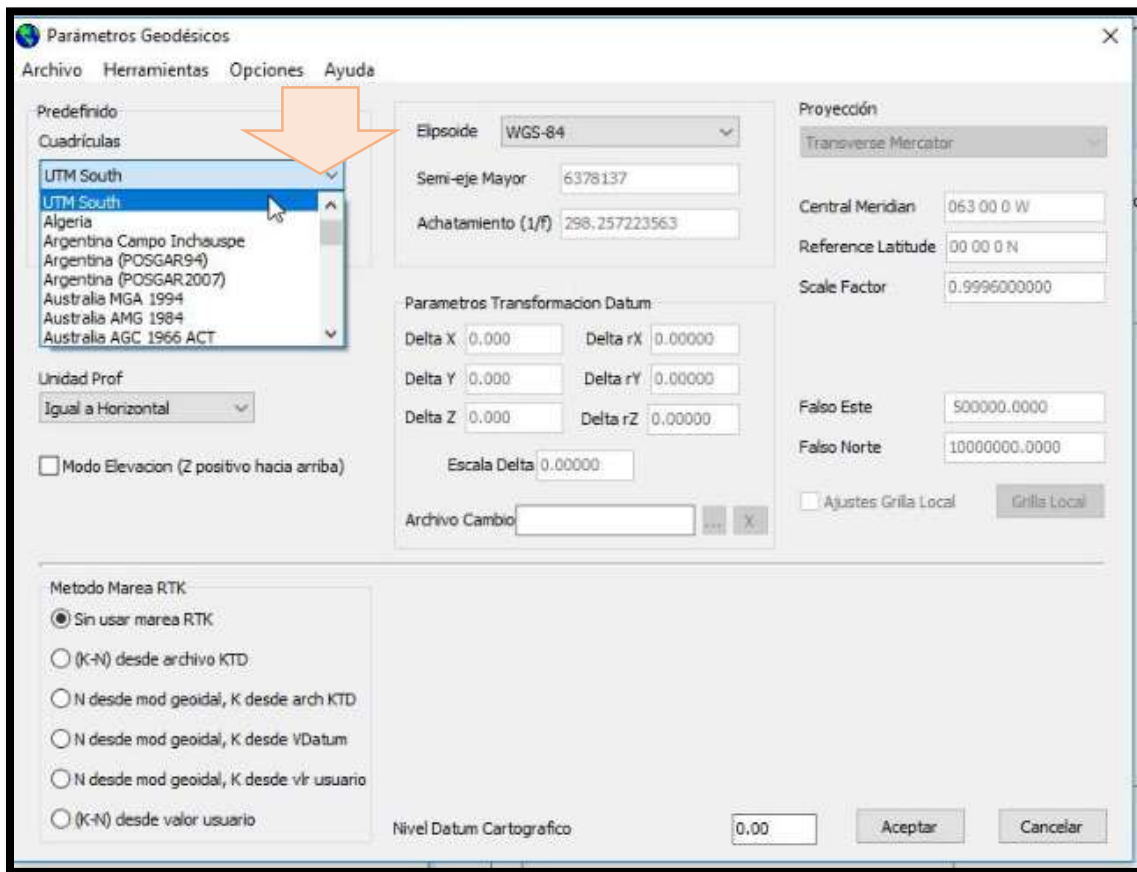 Parámetros Geodésicos
Archivo Herramientas Opciones Ayuda
Predefinido
Cuadrículas
UTM South
UTM South
Algeria
Argentina Campo Inchauspe
Argentina (POSGAR94)
Argentina (POSGAR2007)
Australia MGA 1994
Australia AMG 1984
Australia AGC 1966 ACT
Unidad Prof
Igual a Horizontal
Modo Elevacion (Z positivo hacia arriba)
Elipsoide WGS-84
Semi-eje Mayor 6378137
Achatamiento (1/f) 298.257223563
Parametros Transformacion Datum
Delta X 0.000 Delta rX 0.00000
Delta Y 0.000 Delta rY 0.00000
Delta Z 0.000 Delta rZ 0.00000
Escala Delta 0.00000
Archivo Cambio ... X
Proyección
Transverse Mercator
Central Meridian 063 00 0 W
Reference Latitude 00 00 0 N
Scale Factor 0.9996000000
Falso Este 500000.0000
Falso Norte 10000000.0000
Ajustes Grilla Local Grilla Local
Metodo Marea RTK
Sin usar marea RTK
(K-N) desde archivo KTD
N desde mod geoidal, K desde arch KTD
N desde mod geoidal, K desde VDatum
N desde mod geoidal, K desde vlr usuario
(K-N) desde valor usuario
Nivel Datum Cartografico 0.00 Aceptar Cancelar